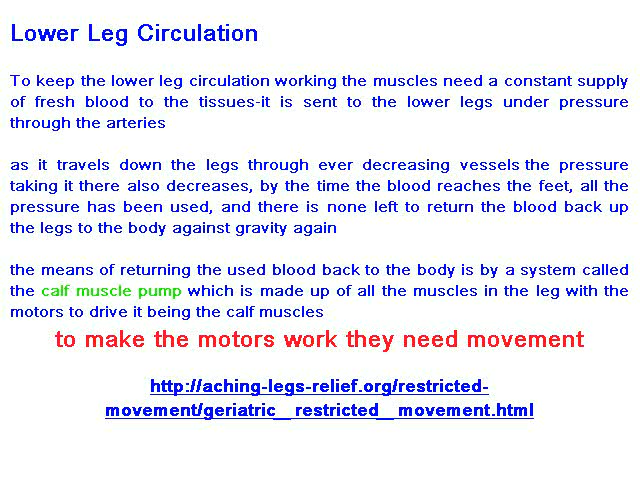 Lower Leg Circulation
To keep the lower leg circulation working the muscles need a constant supply
of fresh blood to the tissues-it is sent to the lower legs under pressure
through the arteries
as it travels down the legs through ever decreasing vessels the pressure
taking it there also decreases, by the time the blood reaches the feet, all the
pressure has been used, and there is none left to return the blood back up
the legs to the body against gravity again
the means of returning the used blood back to the body is by a system called
the calf muscle pump which is made up of all the muscles in the leg with the
motors to drive it being the calf muscles
to make the motors work they need movement
http://aching-legs-relief.org/restricted-
movement/geriatric__restricted__movement.html